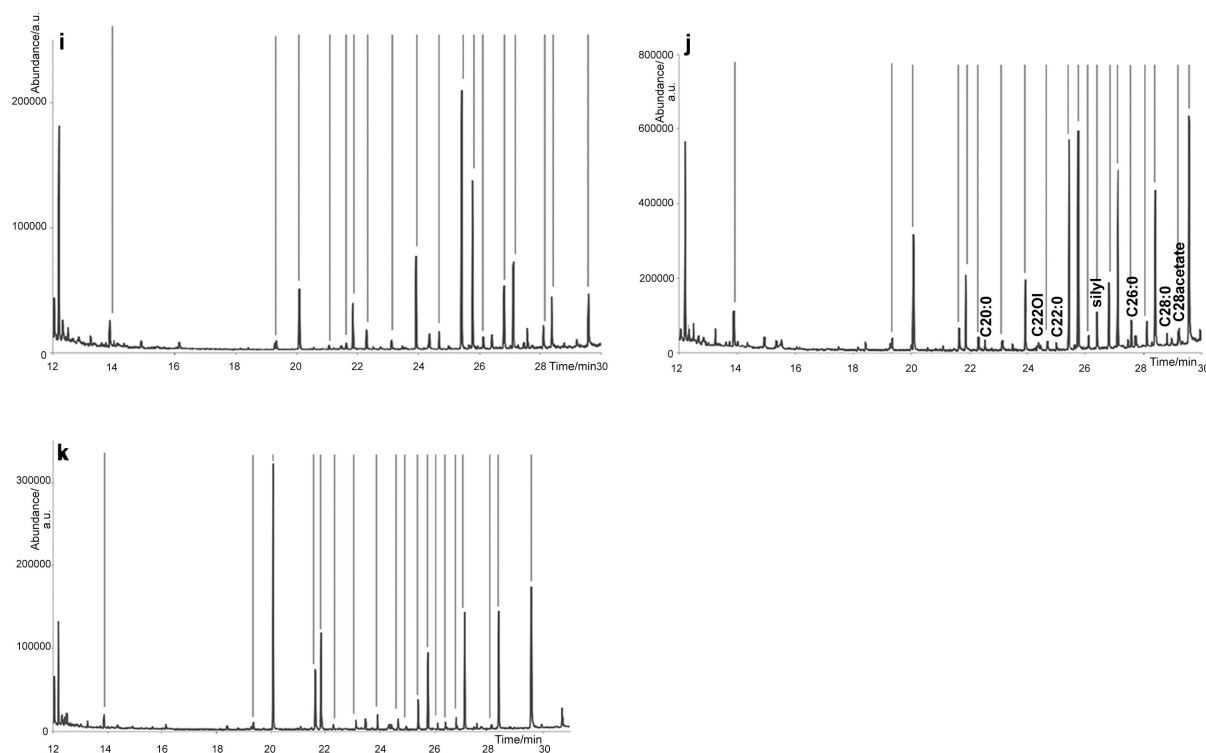 i
Abundance/a.u.
200000
100000
0
12 14 16 18 20 22 24 26 28 Time/min30
j
Abundance/
a.u.
800000
600000
400000
200000
0
C20:0
C22Ol
C22:0
silyl
C26:0
C28:0
C28acetate
Time/min
12 14 16 18 20 22 24 26 28 30
k
Abundance/
a.u.
300000
200000
100000
0
Time/min
12 14 16 18 20 22 24 26 28 30